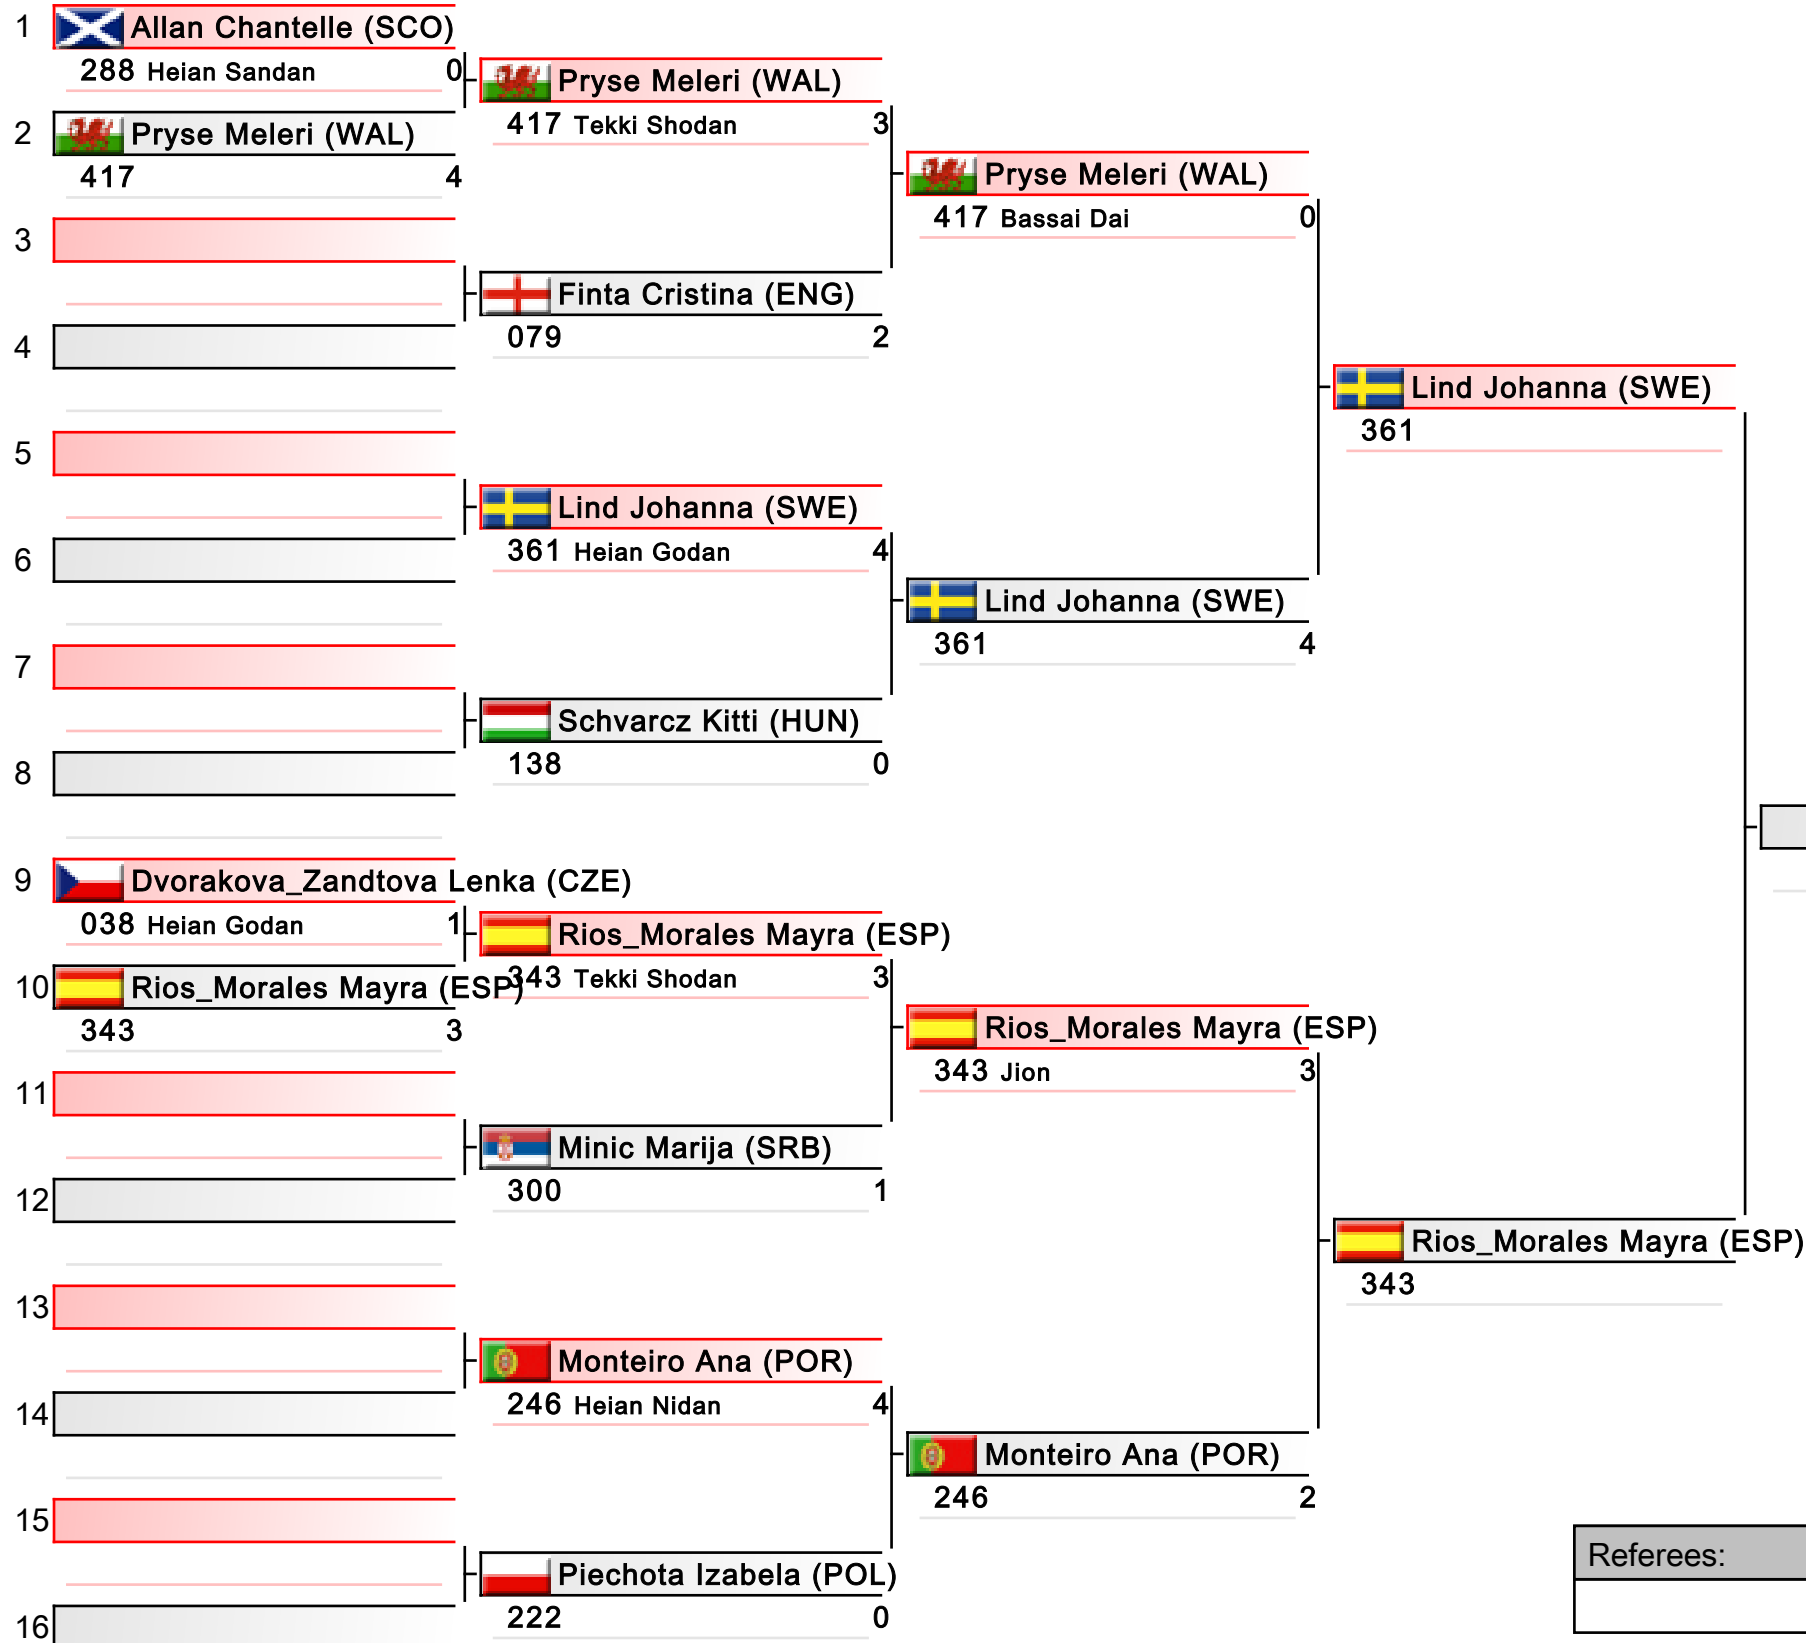 1 Allan Chantelle (SCO)
288 Heian Sandan 0
2 Pryse Meleri (WAL)
417 4
3
4
5
6
7
8
9 Dvorakova_Zandtova Lenka (CZE)
038 Heian Godan 1
10 Rios_Morales Mayra (ESP)
343 3
11
12
13
14
15
16
Pryse Meleri (WAL)
417 Tekki Shodan 3
Finta Cristina (ENG)
079 2
Lind Johanna (SWE)
361 Heian Godan 4
Schvarcz Kitti (HUN)
138 0
Rios_Morales Mayra (ESP)
343 Tekki Shodan 3
Minic Marija (SRB)
300 1
Monteiro Ana (POR)
246 Heian Nidan 4
Piechota Izabela (POL)
222 0
Pryse Meleri (WAL)
417 Bassai Dai 0
Lind Johanna (SWE)
361 4
Rios_Morales Mayra (ESP)
343 Jion 3
Monteiro Ana (POR)
246 2
Lind Johanna (SWE)
361
Rios_Morales Mayra (ESP)
343
Referees: